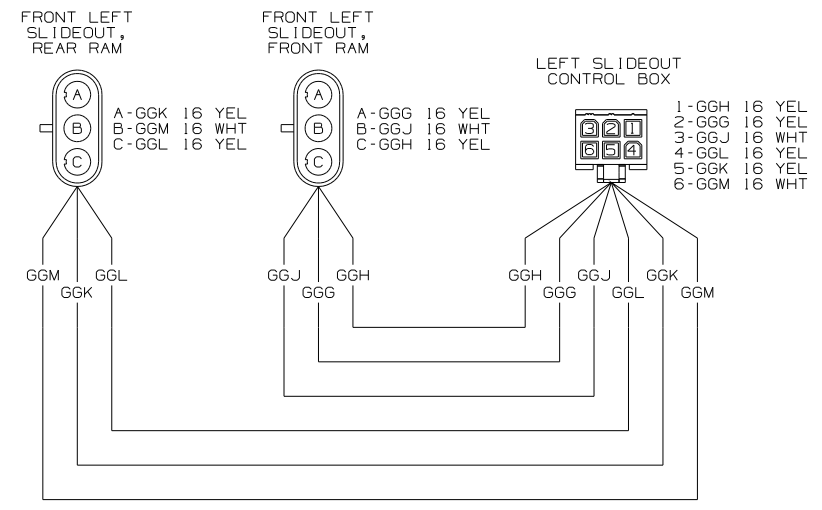 FRONT LEFT
SLIDEOUT,
REAR RAM
FRONT LEFT
SLIDEOUT,
FRONT RAM
LEFT SLIDEOUT
CONTROL BOX
A
B
C
A-GGK 16 YEL
B-GGM 16 WHT
C-GGL 16 YEL
A
B
C
A-GGG 16 YEL
B-GGJ 16 WHT
C-GGH 16 YEL
3 2 1
6 5 4
1-GGH 16 YEL
2-GGG 16 YEL
3-GGJ 16 WHT
4-GGL 16 YEL
5-GGK 16 YEL
6-GGM 16 WHT
GGM GGL GGJ GGH GGH GGJ GGK
GGK GGG GGG GGL GGM